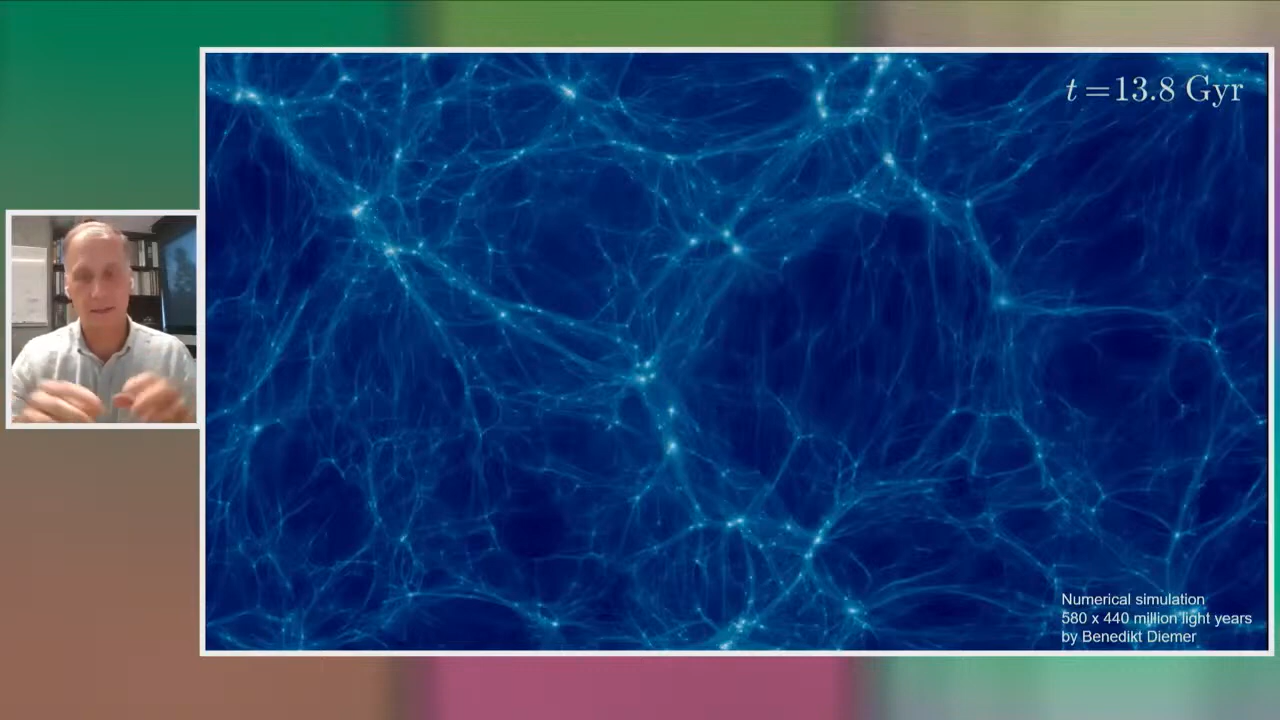 t = 13.8 Gyr
Numerical simulation
580 x 440 million light years
by Benedikt Diemer